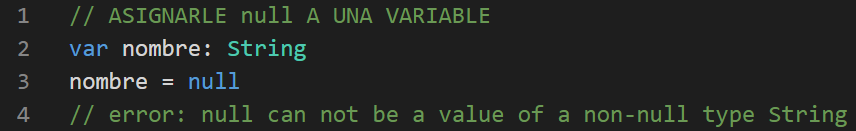 1 // ASIGNARLE null A UNA VARIABLE
2 var nombre: String
3 nombre = null
4 // error: null can not be a value of a non-null type String